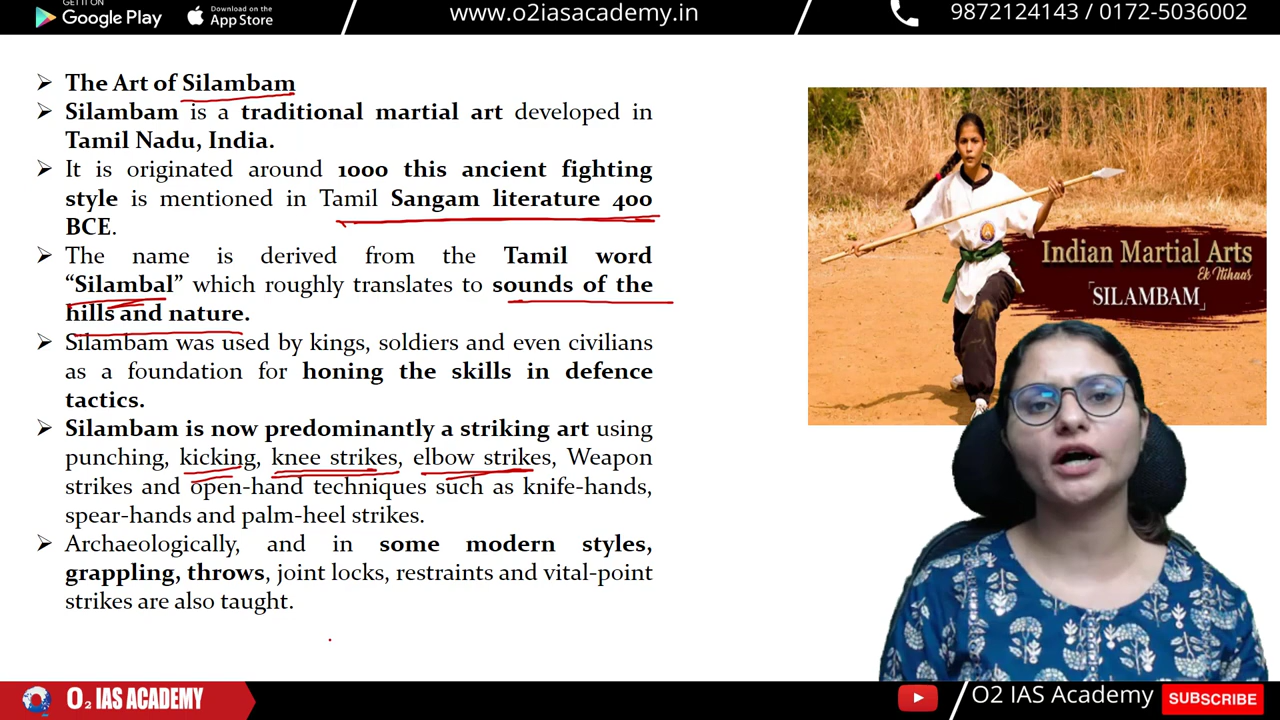 GET IT ON
Google Play
Download on the
App Store
www.o2iasacademy.in
9872124143 / 0172-5036002
➢ The Art of Silambam
➢ Silambam is a traditional martial art developed in
Tamil Nadu, India.
➢ It is originated around 1000 this ancient fighting
style is mentioned in Tamil Sangam literature 400
BCE.
➢ The name is derived from the Tamil word
“Silambal” which roughly translates to sounds of the
hills and nature.
➢ Silambam was used by kings, soldiers and even civilians
as a foundation for honing the skills in defence
tactics.
➢ Silambam is now predominantly a striking art using
punching, kicking, knee strikes, elbow strikes, Weapon
strikes and open-hand techniques such as knife-hands,
spear-hands and palm-heel strikes.
➢ Archaeologically, and in some modern styles,
grappling, throws, joint locks, restraints and vital-point
strikes are also taught.
Indian Martial Arts
Ek Itihaas
SILAMBAM
O2 IAS ACADEMY
O2 IAS Academy
SUBSCRIBE